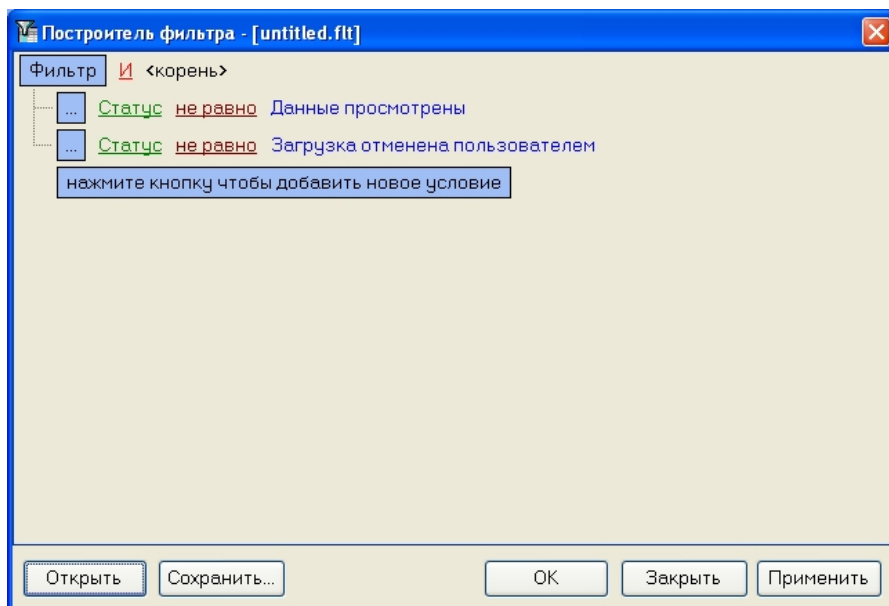 Построитель фильтра - [untitled.flt]
Фильтр И <корень>
... Статус не равно Данные просмотрены
... Статус не равно Загрузка отменена пользователем
нажмите кнопку чтобы добавить новое условие
Открыть Сохранить... OK Закрыть Применить